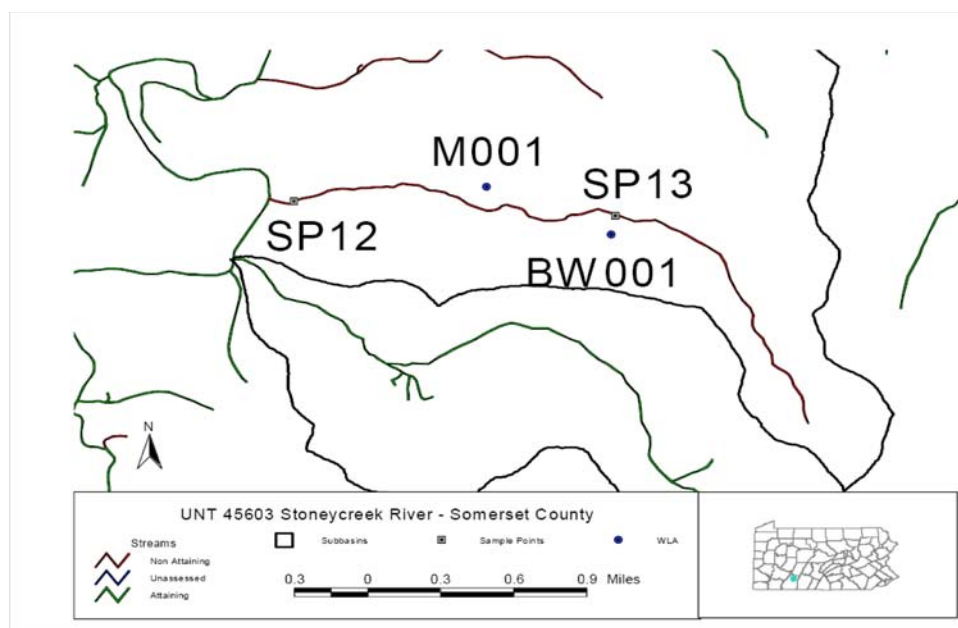 M001
SP13
SP12
BW001
N
UNT 45603 Stoneycreek River - Somerset County
Streams
Non Attaining
Unassessed
Attaining
Subbasins
Sample Points
WLA
0.3 0 0.3 0.6 0.9 Miles